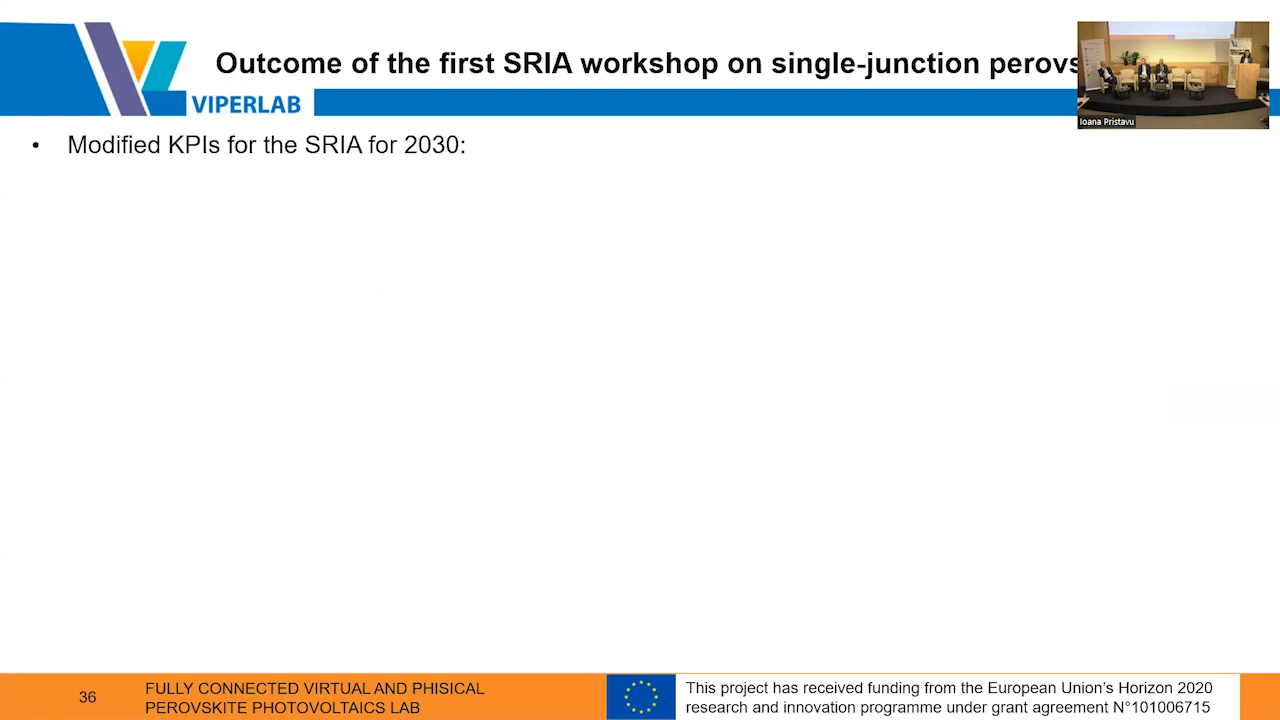 Outcome of the first SRIA workshop on single-junction perovs
VIPERLAB
Ioana Pristavu
• Modified KPIs for the SRIA for 2030:
36
FULLY CONNECTED VIRTUAL AND PHISICAL
PEROVSKITE PHOTOVOLTAICS LAB
This project has received funding from the European Union's Horizon 2020
research and innovation programme under grant agreement N°101006715